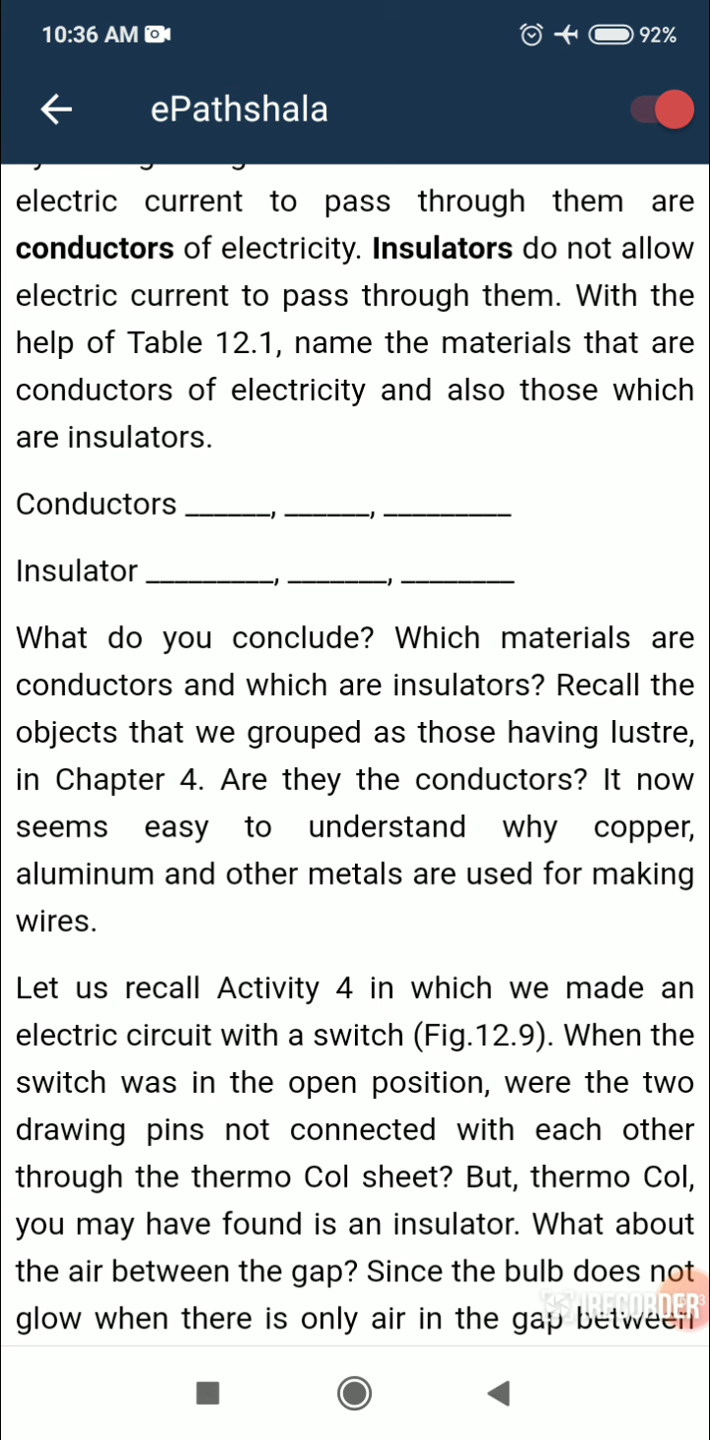 10:36 AM
92%
ePathshala
electric current to pass through them are
conductors of electricity. Insulators do not allow
electric current to pass through them. With the
help of Table 12.1, name the materials that are
conductors of electricity and also those which
are insulators.
Conductors ______, ______, _________
Insulator _________, _______, ________
What do you conclude? Which materials are
conductors and which are insulators? Recall the
objects that we grouped as those having lustre,
in Chapter 4. Are they the conductors? It now
seems easy to understand why copper,
aluminum and other metals are used for making
wires.
Let us recall Activity 4 in which we made an
electric circuit with a switch (Fig.12.9). When the
switch was in the open position, were the two
drawing pins not connected with each other
through the thermo Col sheet? But, thermo Col,
you may have found is an insulator. What about
the air between the gap? Since the bulb does not
glow when there is only air in the gap between